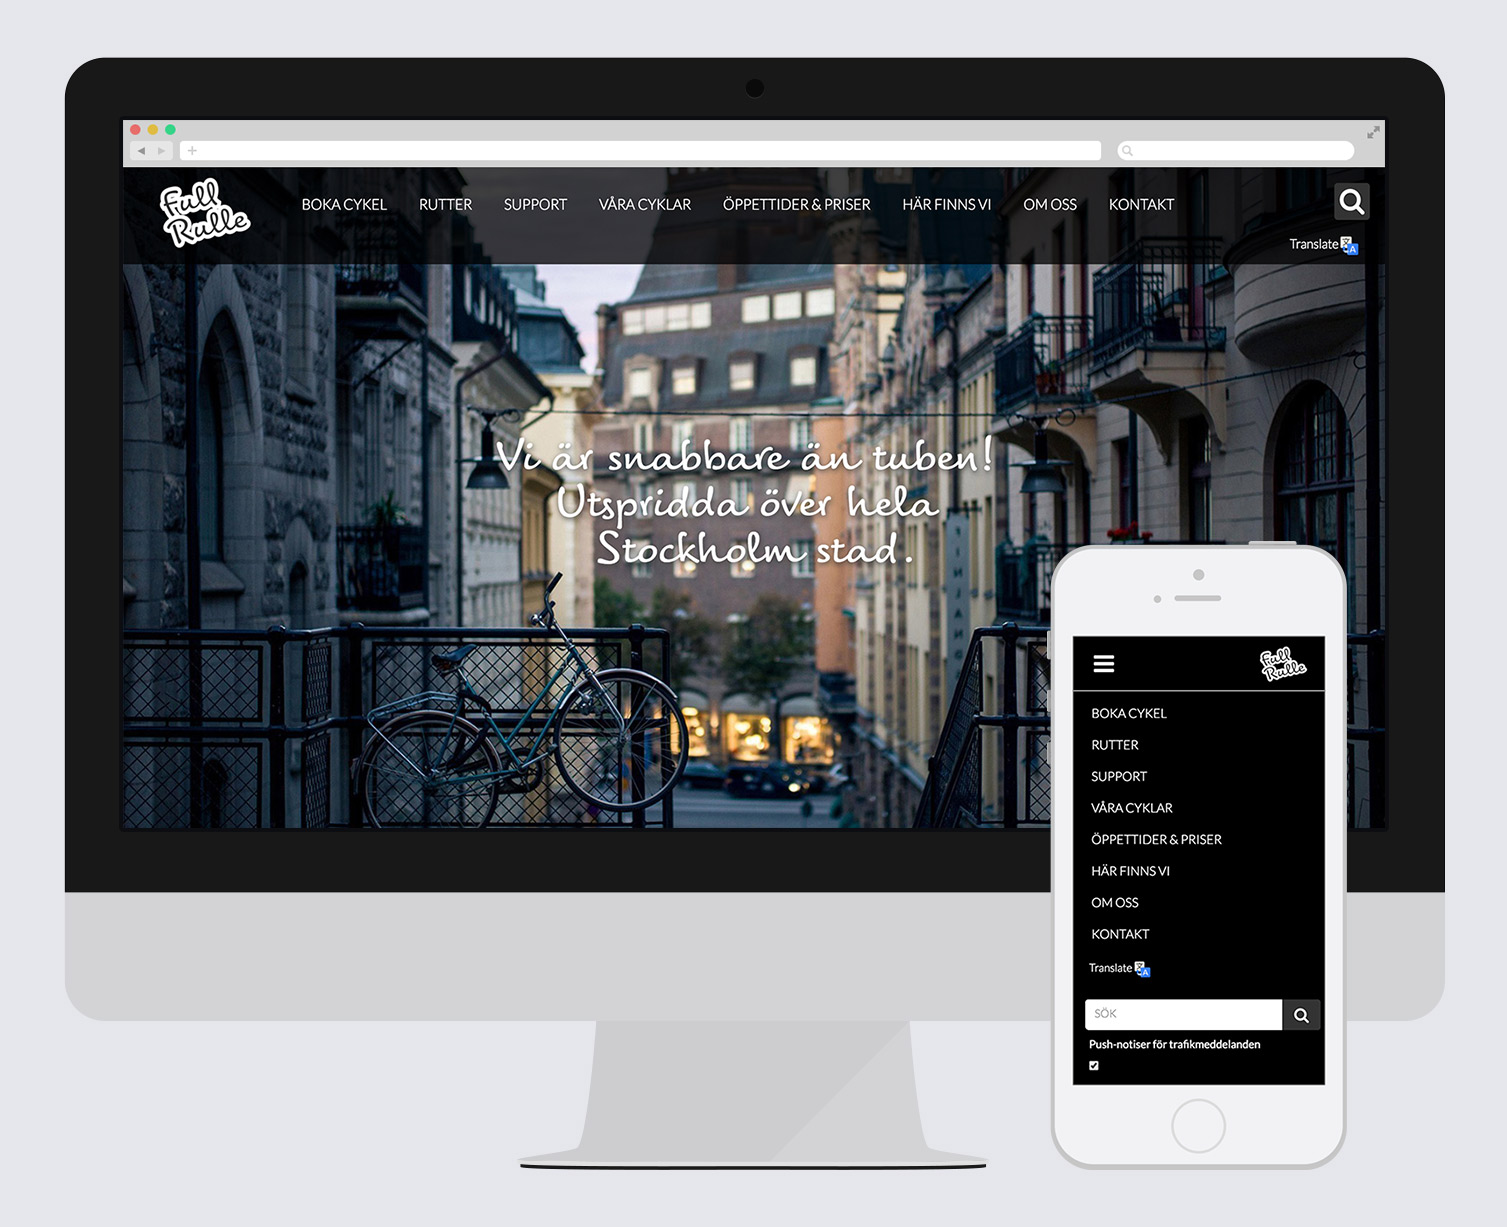 Full
Rulle
BOKA CYKEL RUTTER SUPPORT VÅRA CYKLAR ÖPPETTIDER & PRISER HÄR FINNS VI OM OSS KONTAKT
Translate
Vi är snabbare än tuben!
Utspridda över hela
Stockholm stad.
Full
Rulle
BOKA CYKEL
RUTTER
SUPPORT
VÅRA CYKLAR
ÖPPETTIDER & PRISER
HÄR FINNS VI
OM OSS
KONTAKT
Translate
SÖK
Push-notiser för trafikmeddelanden